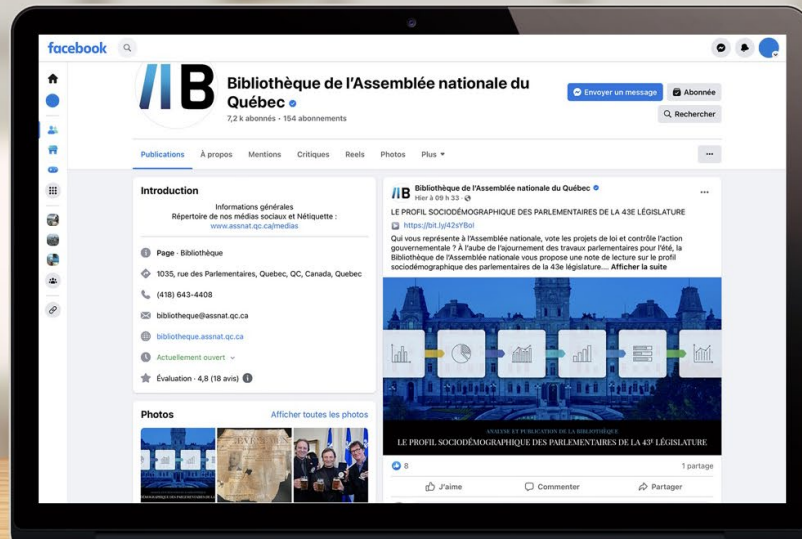 facebook
B
Bibliothèque de l'Assemblée nationale du
Québec
7,2 k abonnés · 154 abonnements
Envoyer un message
Abonnée
Rechercher
Publications À propos Mentions Critiques Reels Photos Plus
Introduction
Informations générales
Répertoire de nos médias sociaux et Nétiquette :
www.assnat.qc.ca/medias
Page · Bibliothèque
1035, rue des Parlementaires, Quebec, QC, Canada, Quebec
(418) 643-4408
bibliotheque@assnat.qc.ca
bibliotheque.assnat.qc.ca
Actuellement ouvert
Évaluation · 4,8 (18 avis)
Photos
Afficher toutes les photos
B
Bibliothèque de l'Assemblée nationale du Québec
Hier à 09 h 33
LE PROFIL SOCIODÉMOGRAPHIQUE DES PARLEMENTAIRES DE LA 43E LÉGISLATURE
https://bit.ly/42sYBol
Qui vous représente à l'Assemblée nationale, vote les projets de loi et contrôle l'action
gouvernementale ? À l'aube de l'ajournement des travaux parlementaires pour l'été, la
Bibliothèque de l'Assemblée nationale vous propose une note de lecture sur le profil
sociodémographique des parlementaires de la 43e législature.... Afficher la suite
ANALYSE ET PUBLICATION DE LA BIBLIOTHÈQUE
LE PROFIL SOCIODÉMOGRAPHIQUE DES PARLEMENTAIRES DE LA 43E LÉGISLATURE
8
1 partage
J'aime
Commenter
Partager